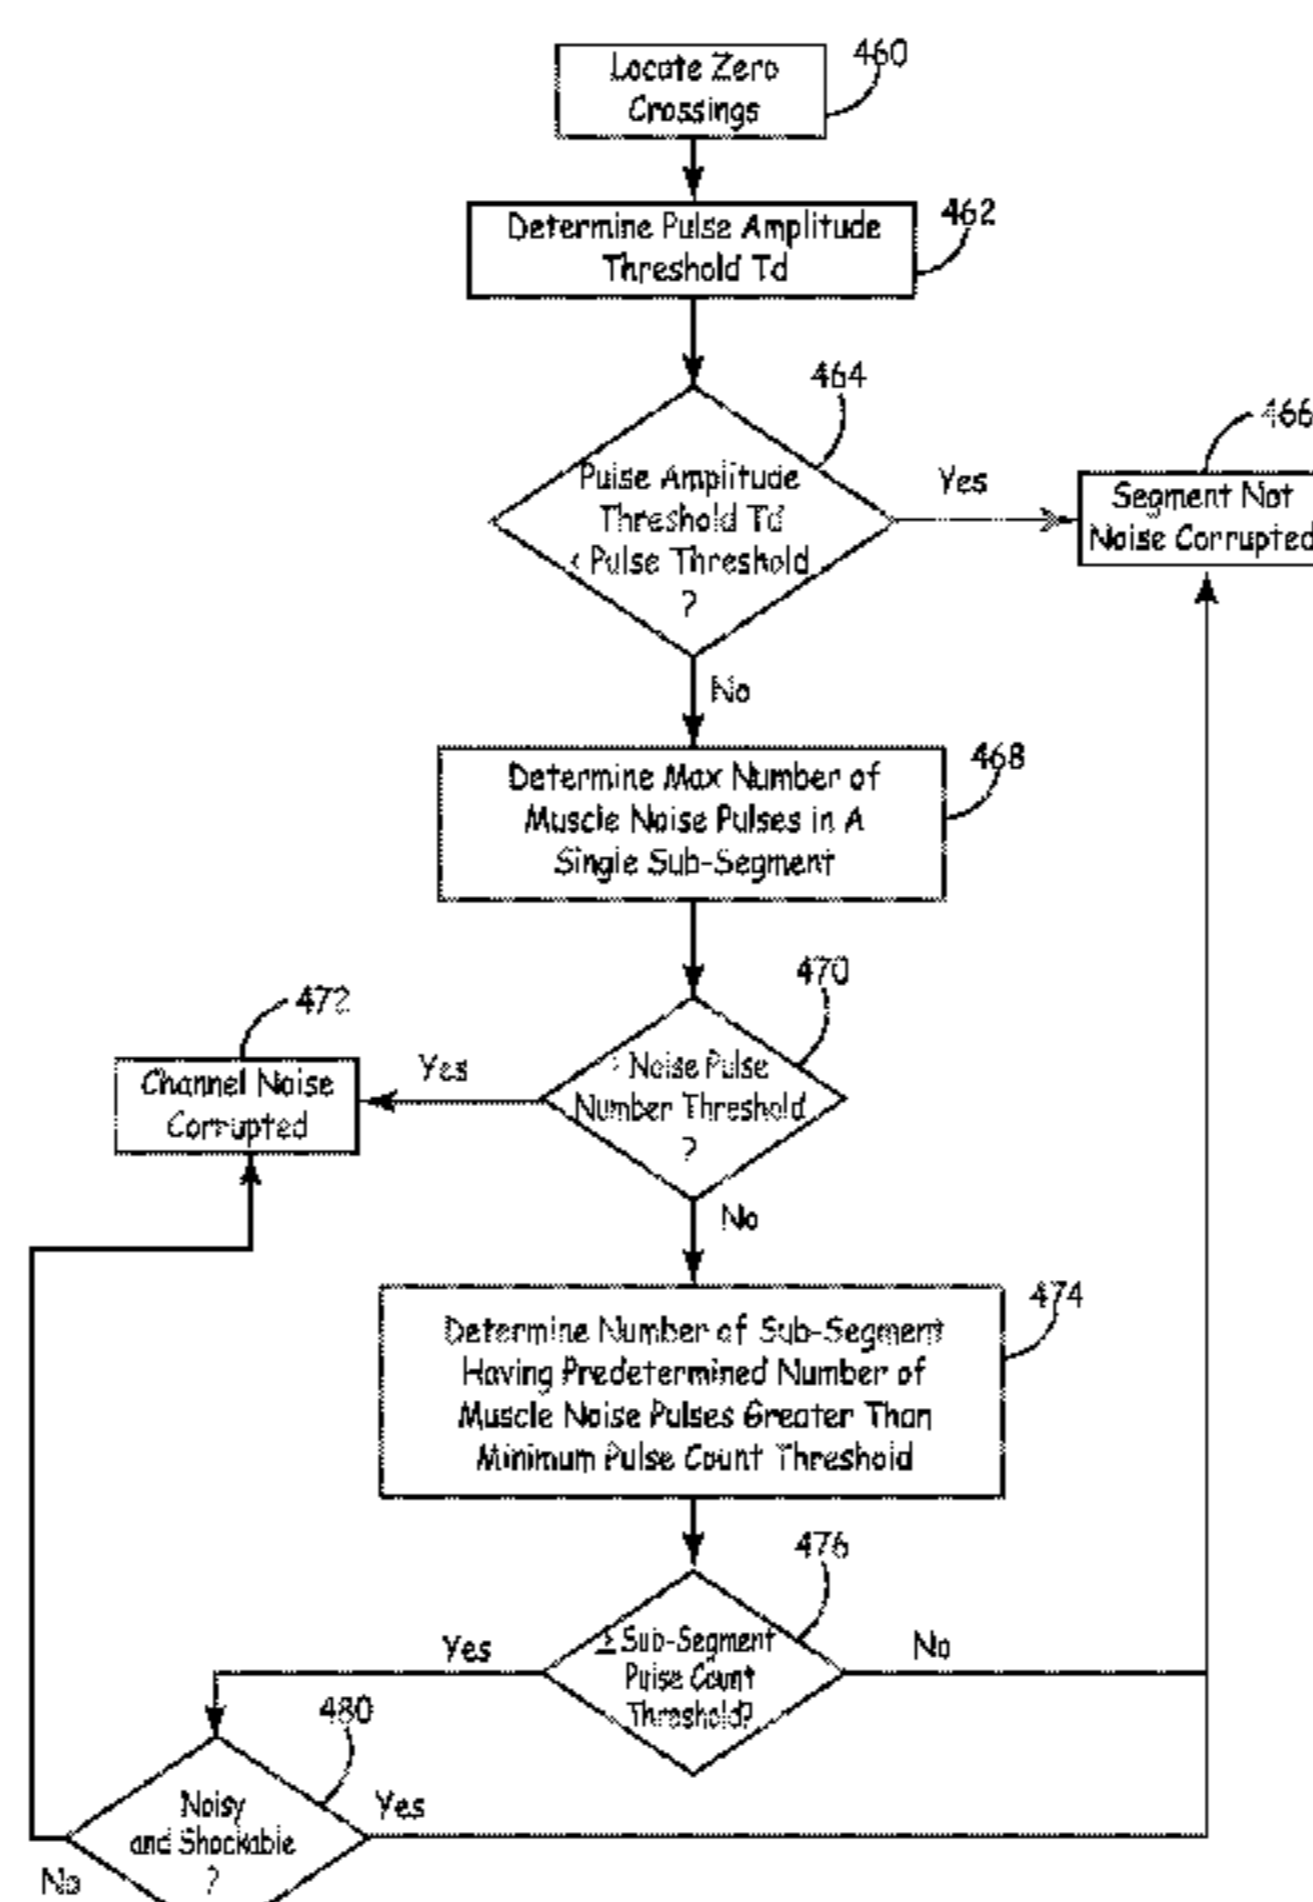 460
Locate Zero
Crossings
462
Determine Pulse Amplitude
Threshold Td
464
Pulse Amplitude
Threshold Td
< Pulse Threshold
?
Yes
466
Segment Not
Noise Corrupted
No
468
Determine Max Number of
Muscle Noise Pulses in A
Single Sub-Segment
470
Noise Pulse
Number Threshold
?
Yes
472
Channel Noise
Corrupted
No
474
Determine Number of Sub-Segment
Having Predetermined Number of
Muscle Noise Pulses Greater Than
Minimum Pulse Count Threshold
476
≥ Sub-Segment
Pulse Count
Threshold?
Yes
No
480
Noisy
and Shockable
?
Yes
No